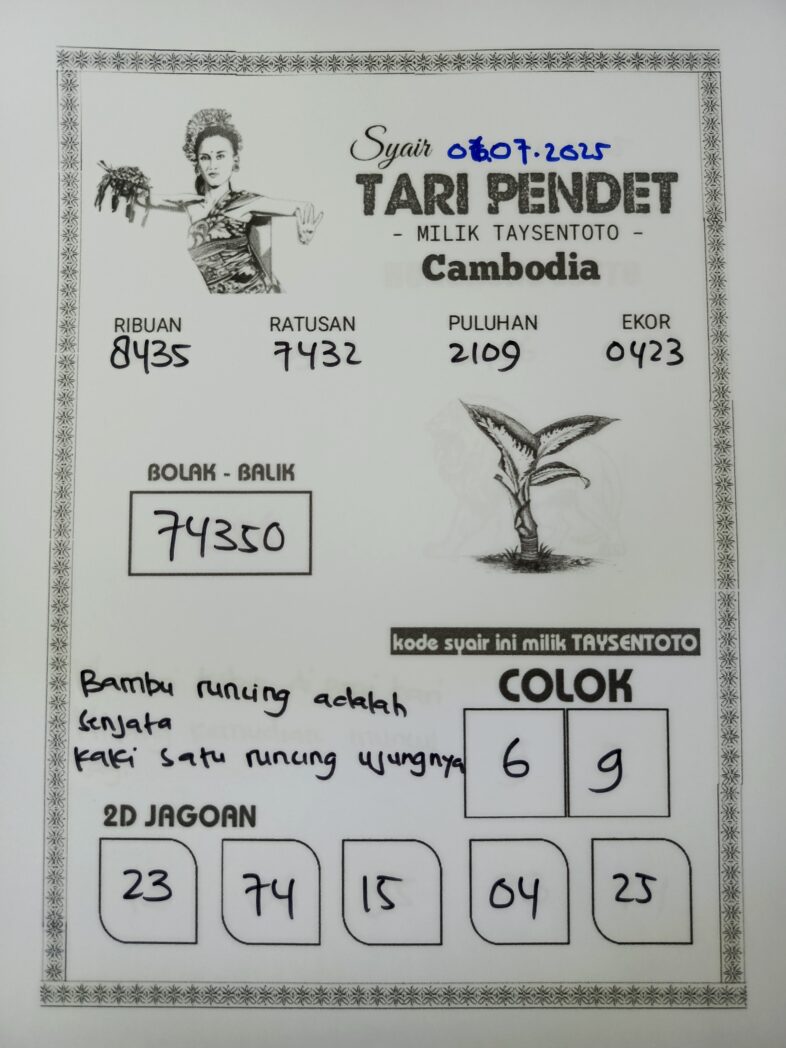 Syair 06.07.2025
TARI PENDET
- MILIK TAYSENTOTO -
Cambodia
RIBUAN RATUSAN PULUHAN EKOR
8435 7432 2109 0423
BOLAK - BALIK
74350
kode syair ini milik TAYSENTOTO
Bambu runcing adalah
senjata
kaki satu runcing ujungnya
COLOK
6 9
2D JAGOAN
23 74 15 04 25